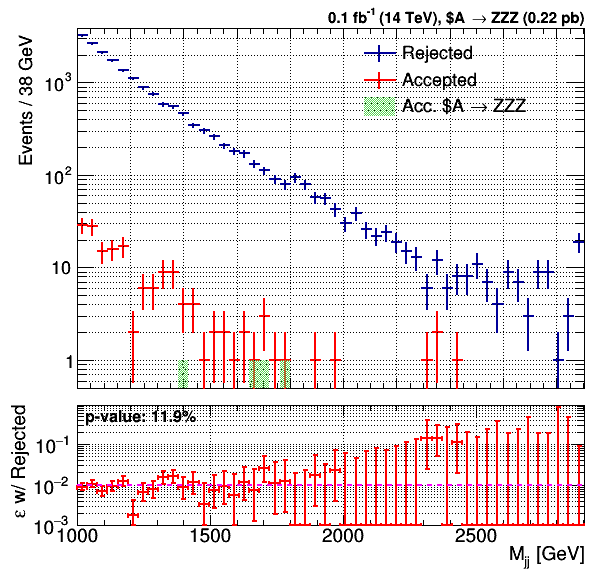 0.1 fb⁻¹ (14 TeV), $A → ZZZ (0.22 pb)
Events / 38 GeV
Rejected
Accepted
Acc. $A → ZZZ
10³
10²
10
1
p-value: 11.9%
ε w/ Rejected
10⁻¹
10⁻²
10⁻³
1000 1500 2000 2500
M_jj [GeV]